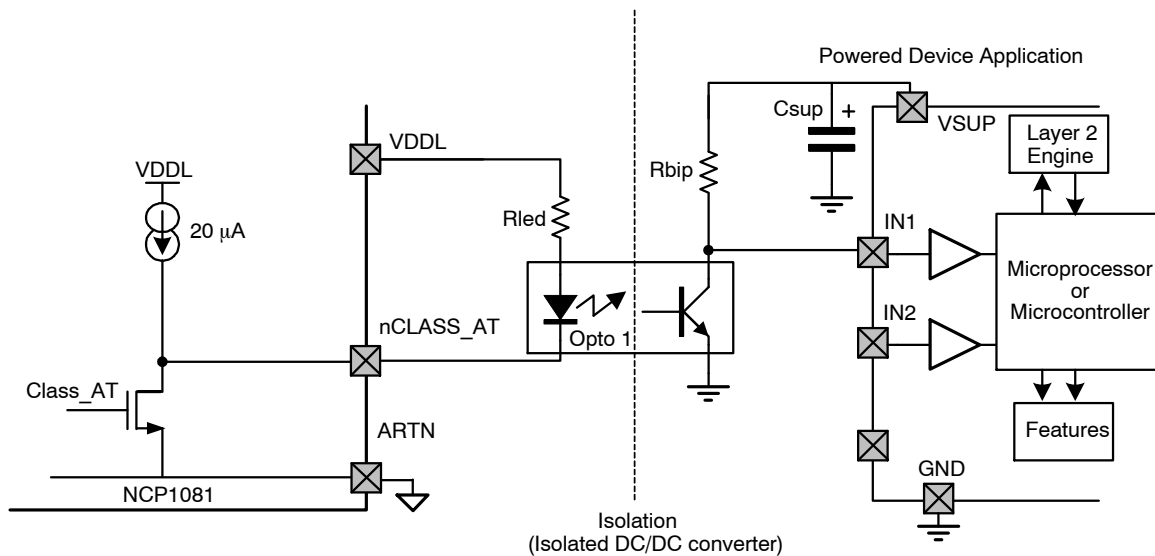 Powered Device Application
Csup
+
VSUP
VDDL
Layer 2
Engine
VDDL
Rbip
20 μA
Rled
IN1
Microprocessor
or
Microcontroller
nCLASS_AT
Opto 1
IN2
Class_AT
ARTN
Features
GND
NCP1081
Isolation
(Isolated DC/DC converter)